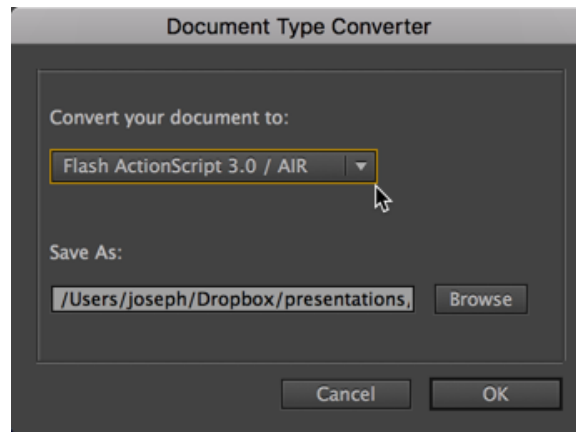 Document Type Converter
Convert your document to:
Flash ActionScript 3.0 / AIR
Save As:
/Users/joseph/Dropbox/presentations,
Browse
Cancel
OK